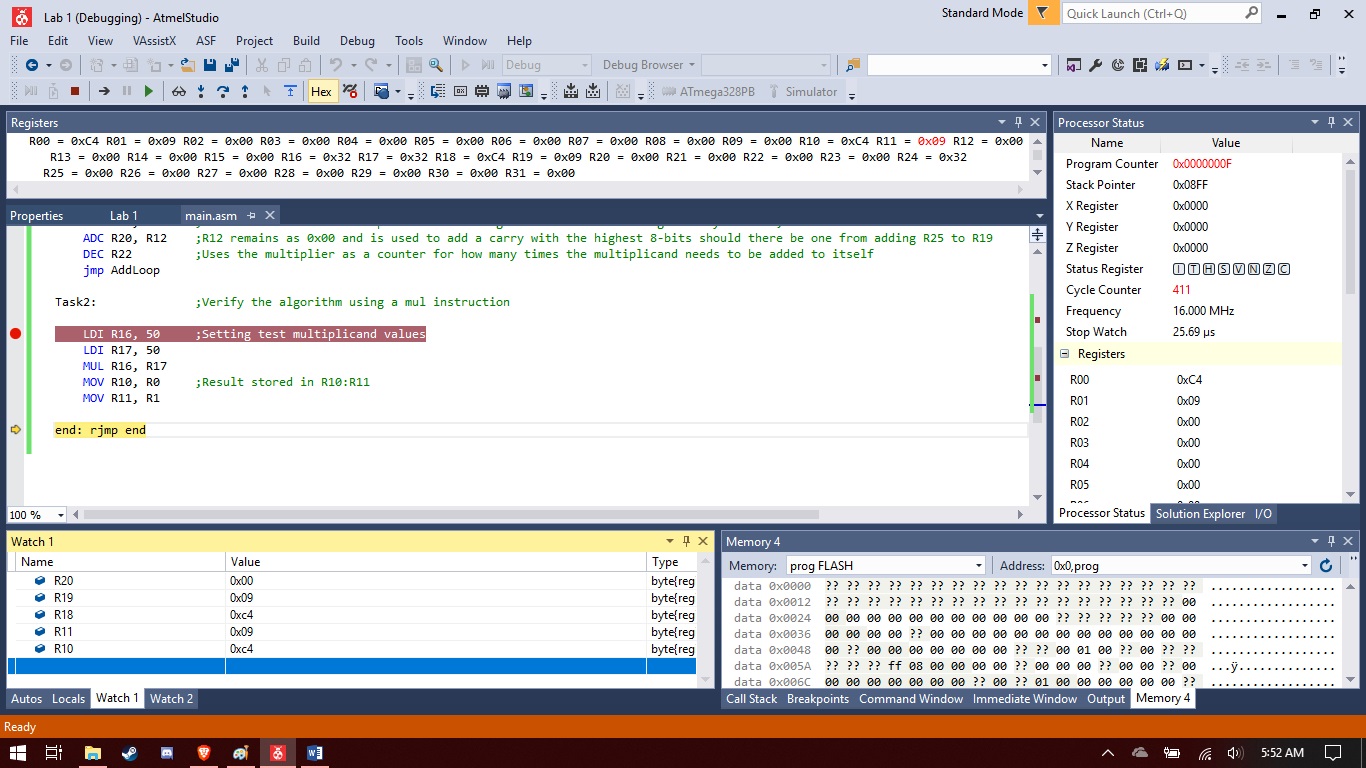 Lab 1 (Debugging) - AtmelStudio
Standard Mode
Quick Launch (Ctrl+Q)
File Edit View VAssistX ASF Project Build Debug Tools Window Help
Debug Debug Browser
Hex ATmega328PB Simulator
Registers
R00 = 0xC4 R01 = 0x09 R02 = 0x00 R03 = 0x00 R04 = 0x00 R05 = 0x00 R06 = 0x00 R07 = 0x00 R08 = 0x00 R09 = 0x00 R10 = 0xC4 R11 = 0x09 R12 = 0x00
R13 = 0x00 R14 = 0x00 R15 = 0x00 R16 = 0x32 R17 = 0x32 R18 = 0xC4 R19 = 0x09 R20 = 0x00 R21 = 0x00 R22 = 0x00 R23 = 0x00 R24 = 0x32
R25 = 0x00 R26 = 0x00 R27 = 0x00 R28 = 0x00 R29 = 0x00 R30 = 0x00 R31 = 0x00
Properties Lab 1 main.asm
ADC R20, R12 ;R12 remains as 0x00 and is used to add a carry with the highest 8-bits should there be one from adding R25 to R19
DEC R22 ;Uses the multiplier as a counter for how many times the multiplicand needs to be added to itself
jmp AddLoop
Task2: ;Verify the algorithm using a mul instruction
LDI R16, 50 ;Setting test multiplicand values
LDI R17, 50
MUL R16, R17
MOV R10, R0 ;Result stored in R10:R11
MOV R11, R1
end: rjmp end
100 %
Processor Status
Name Value
Program Counter 0x0000000F
Stack Pointer 0x08FF
X Register 0x0000
Y Register 0x0000
Z Register 0x0000
Status Register I T H S V N Z C
Cycle Counter 411
Frequency 16.000 MHz
Stop Watch 25.69 µs
Registers
R00 0xC4
R01 0x09
R02 0x00
R03 0x00
R04 0x00
R05 0x00
Processor Status Solution Explorer I/O
Watch 1
Name Value Type
R20 0x00 byte{reg
R19 0x09 byte{reg
R18 0xc4 byte{reg
R11 0x09 byte{reg
R10 0xc4 byte{reg
Autos Locals Watch 1 Watch 2
Memory 4
Memory: prog FLASH Address: 0x0,prog
data 0x0000 ?? ?? ?? ?? ?? ?? ?? ?? ?? ?? ?? ?? ?? ?? ?? ?? ?? ?? ..................
data 0x0012 ?? ?? ?? ?? ?? ?? ?? ?? ?? ?? ?? ?? ?? ?? ?? ?? ?? 00 ..................
data 0x0024 00 00 00 00 00 00 00 00 00 00 00 ?? ?? ?? ?? ?? 00 00 ..................
data 0x0036 00 00 00 00 ?? 00 00 00 00 00 00 00 00 00 00 00 00 00 ..................
data 0x0048 00 ?? 00 00 00 00 00 00 00 ?? ?? 00 01 00 ?? 00 ?? ?? ..................
data 0x005A ?? ?? ?? ff 08 00 00 00 00 ?? 00 00 00 ?? 00 00 ?? 00 ...ÿ..............
data 0x006C 00 00 00 00 00 00 00 ?? 00 ?? 01 00 00 00 00 00 00 ?? ..................
Call Stack Breakpoints Command Window Immediate Window Output Memory 4
Ready
5:52 AM